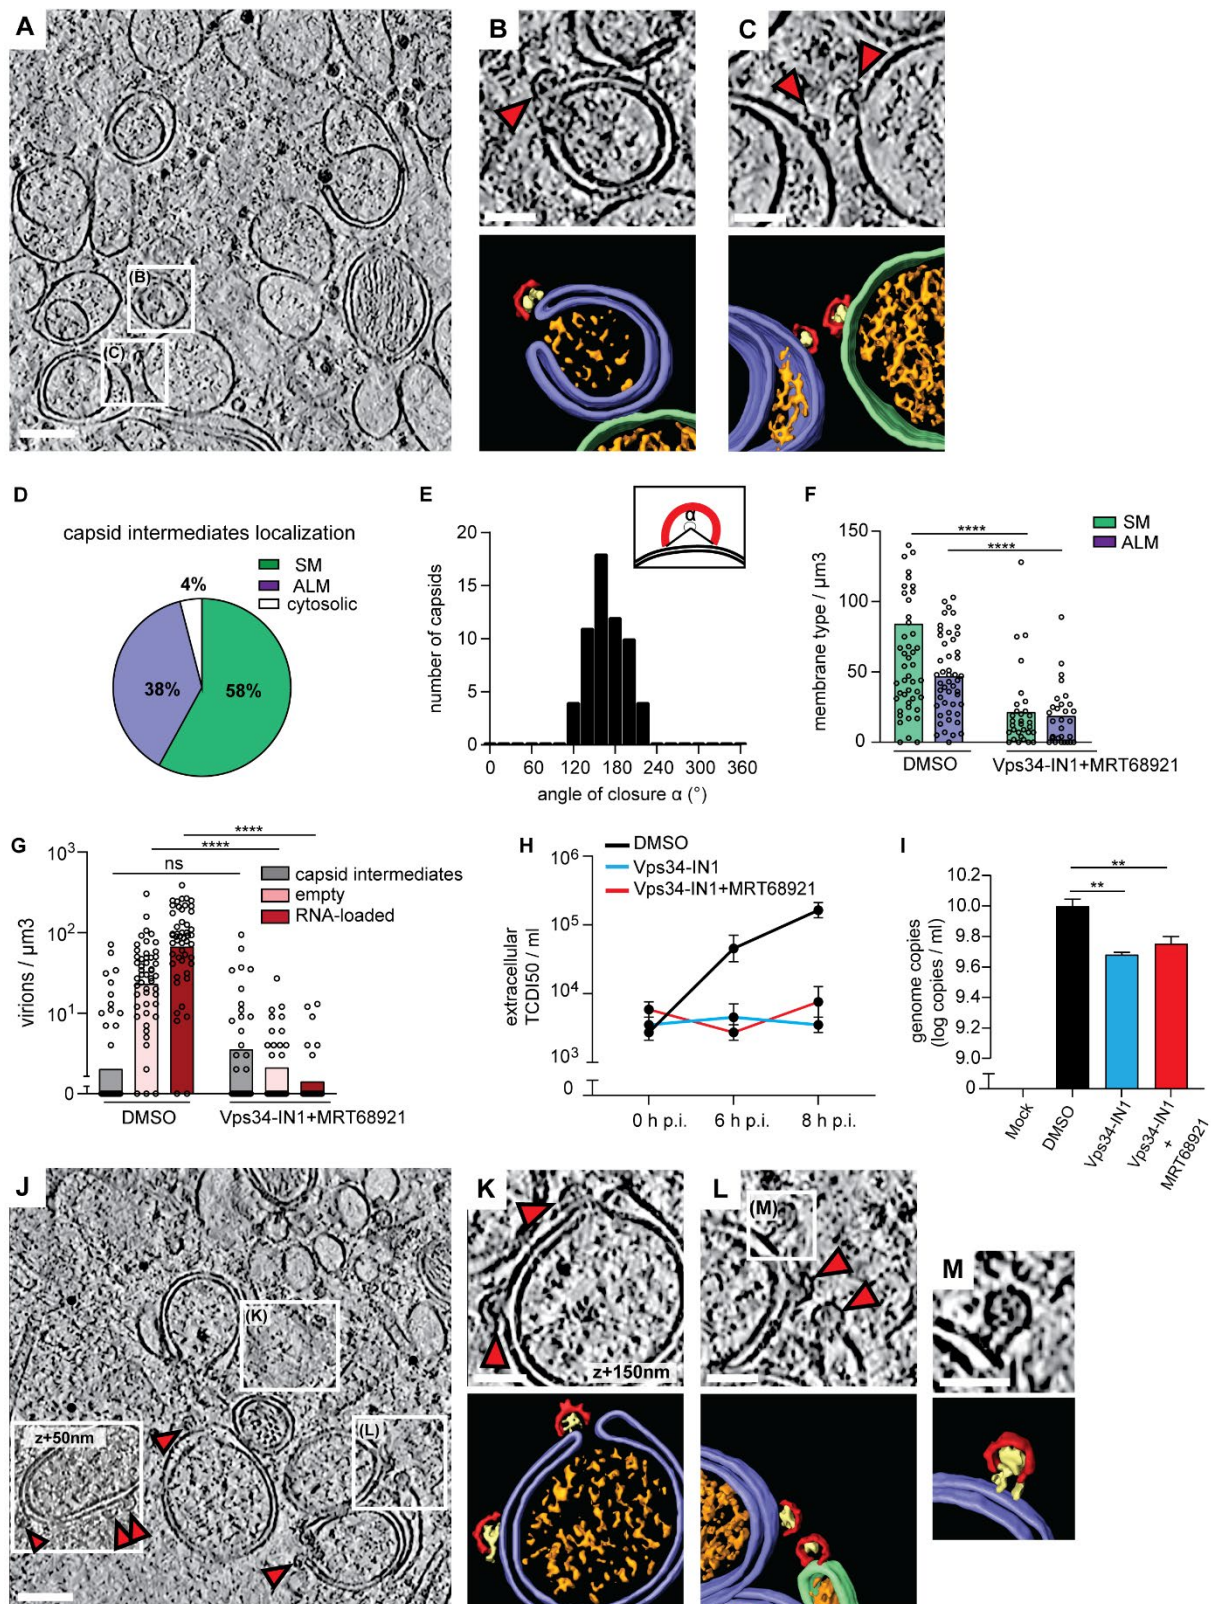 A
B
C
(B)
(C)
D
capsid intermediates localization
SM
ALM
cytosolic
4%
38%
58%
E
number of capsids
20
15
10
5
0
α
0 120 180 240 300 360
angle of closure α (°)
F
membrane type / µm3
150
100
50
0
****
****
SM
ALM
DMSO
Vps34-IN1+MRT68921
G
virions / µm3
10³
10²
10¹
0
****
****
ns
capsid intermediates
empty
RNA-loaded
DMSO
Vps34-IN1+MRT68921
H
DMSO
Vps34-IN1
Vps34-IN1+MRT68921
extracellular
TCDI50 / ml
10⁶
10⁵
10⁴
10³
0
0 h p.i. 6 h p.i. 8 h p.i.
I
genome copies
(log copies / ml)
10.2
10.0
9.8
9.6
9.4
9.2
9.0
0
**
**
Mock
DMSO
Vps34-IN1
Vps34-IN1
+
MRT68921
J
(K)
(L)
z+50nm
K
z+150nm
L
(M)
M